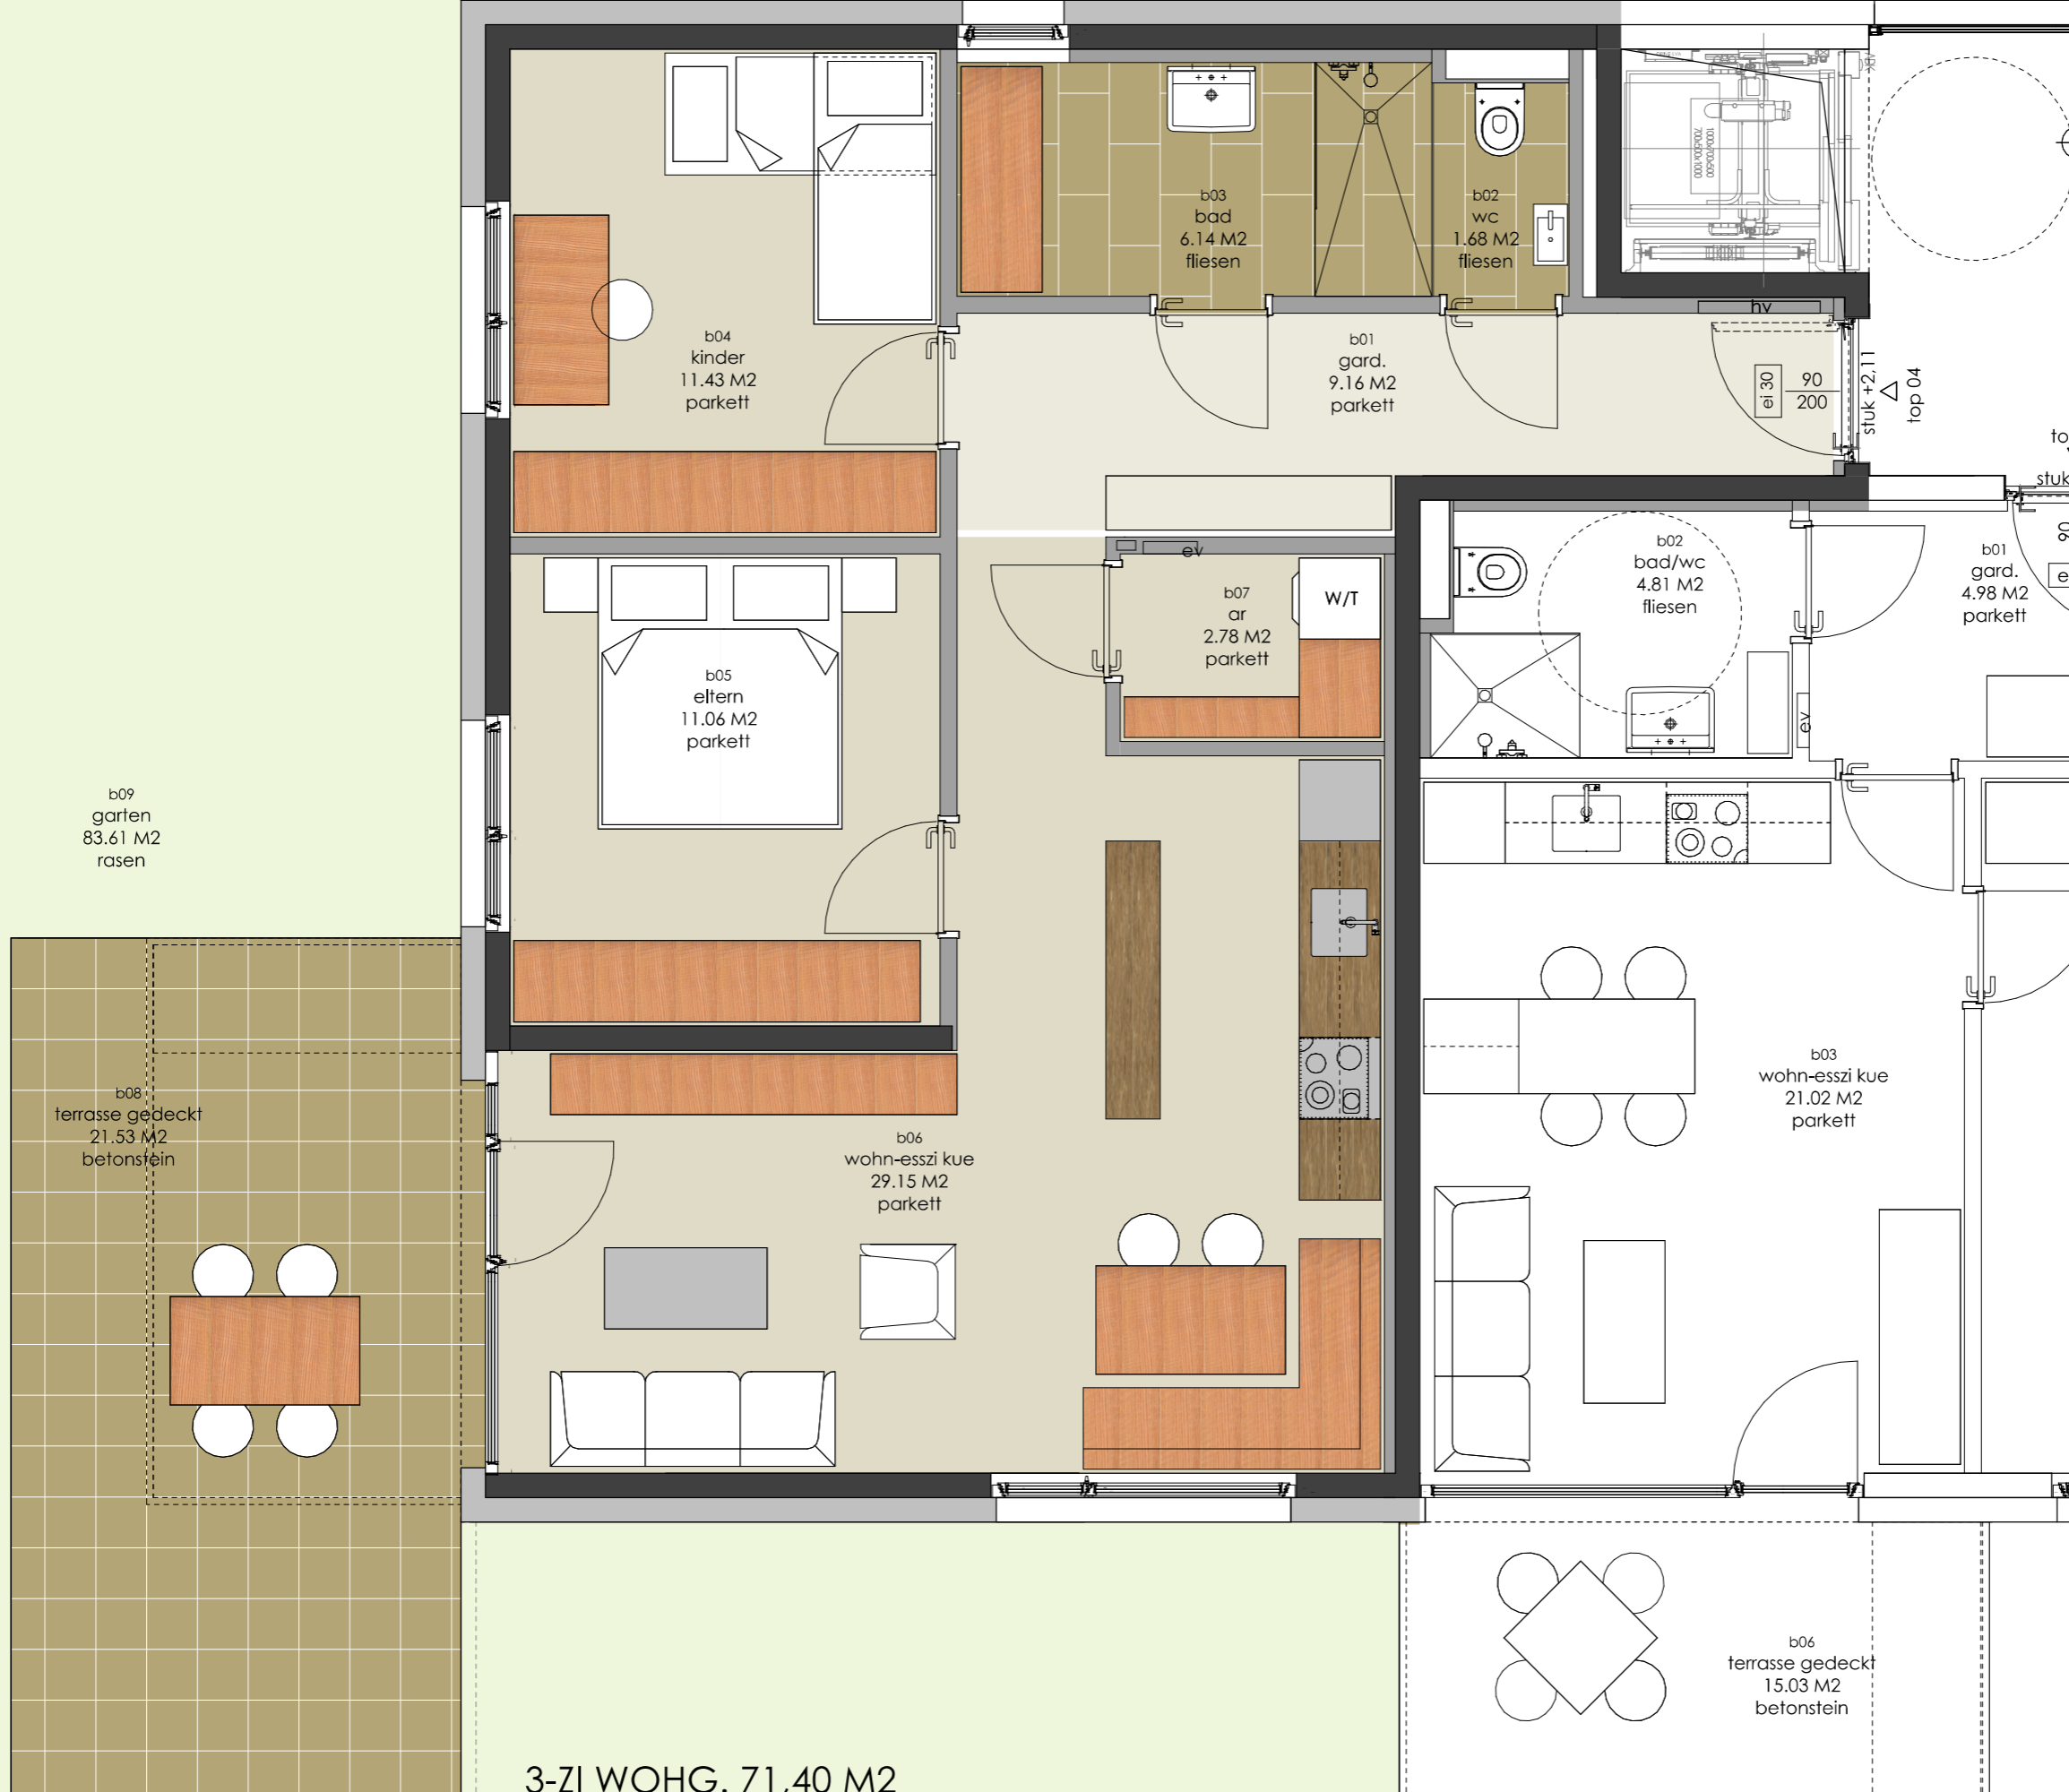 b03
bad
6.14 M2
fliesen
b02
wc
1.68 M2
fliesen
1000x700x500
700x500x1000
b04
kinder
11.43 M2
parkett
b01
gard.
9.16 M2
parkett
hv
ei 30
90
200
stuk +2,11
top 04
stuk
90
ev
b07
ar
2.78 M2
parkett
W/T
b02
bad/wc
4.81 M2
fliesen
b01
gard.
4.98 M2
parkett
ev
b05
eltern
11.06 M2
parkett
b09
garten
83.61 M2
rasen
b08
terrasse gedeckt
21.53 M2
betonstein
b06
wohn-esszi kue
29.15 M2
parkett
b03
wohn-esszi kue
21.02 M2
parkett
b06
terrasse gedeckt
15.03 M2
betonstein
3-ZI WOHG. 71,40 M2